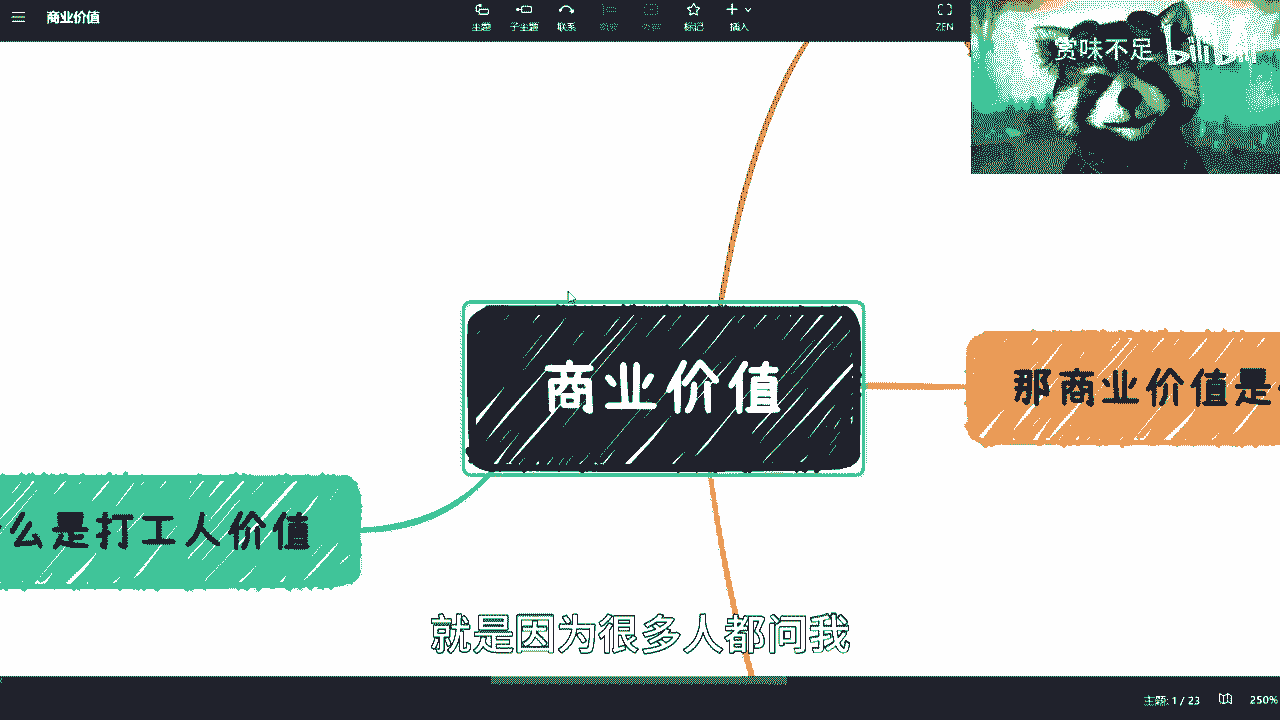 商业价值
主题 子主题 联系 标记 插入 ZEN
赏味不足 bilibili
商业价值
那商业价值是
么是打工人价值
就是因为很多人都问我
主题: 1 / 23 250%